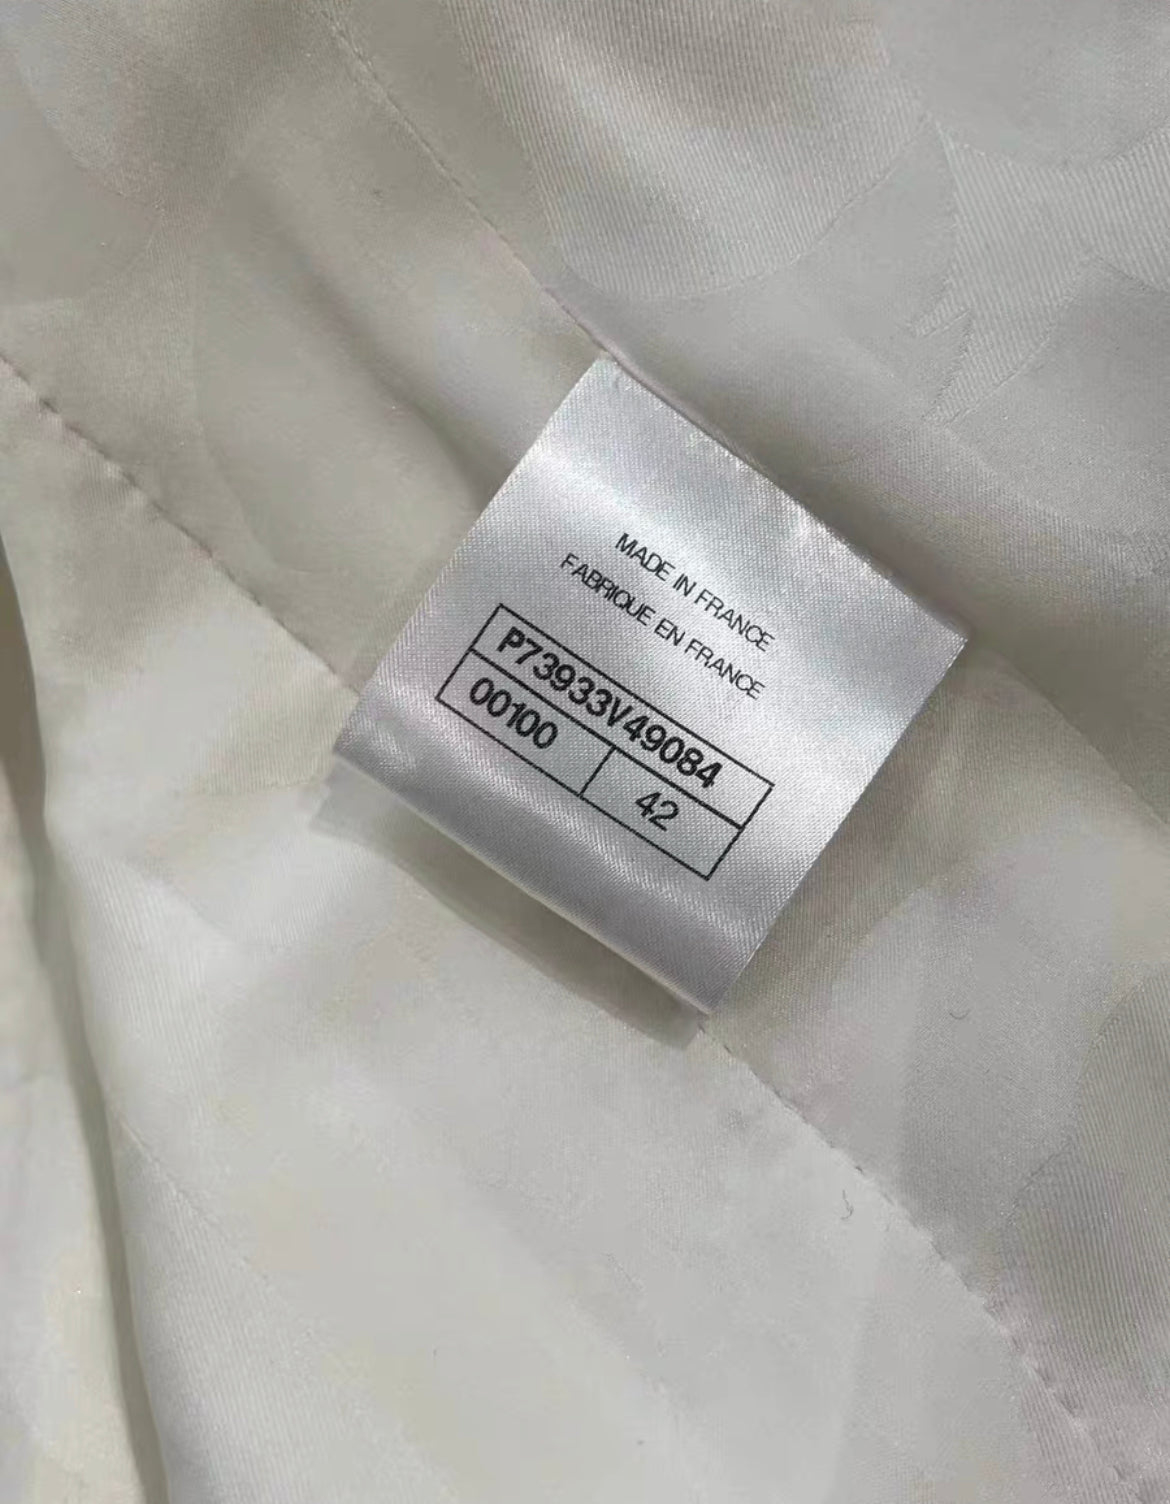 MADE IN FRANCE
FABRIQUE EN FRANCE
P73933V49084
00100
42